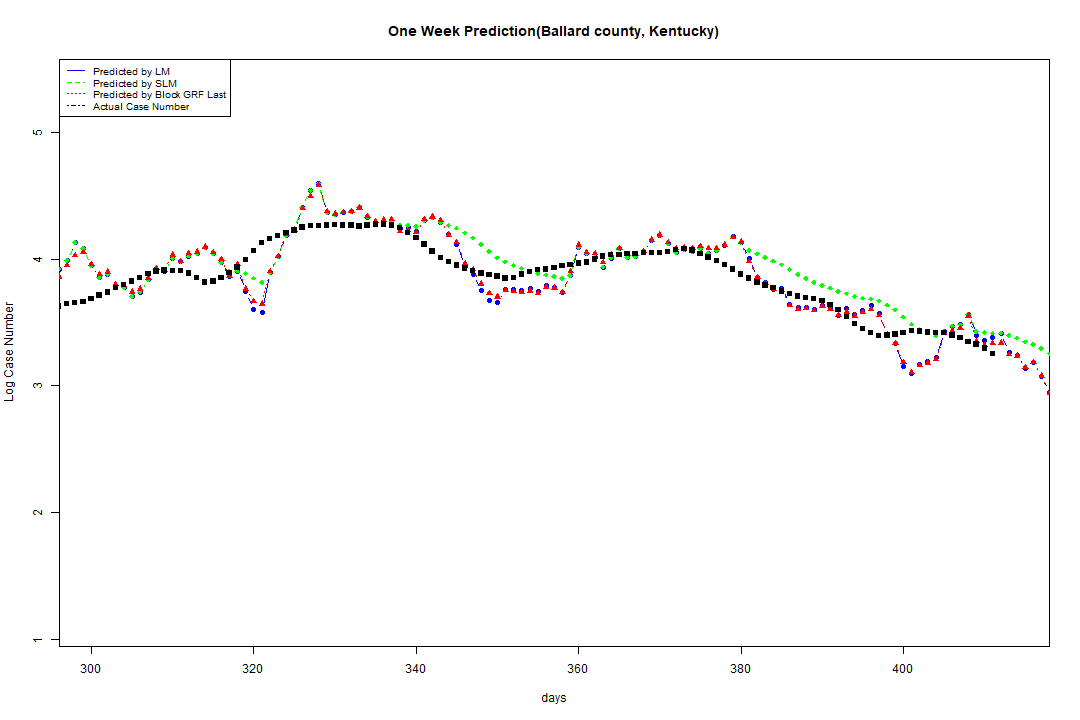 One Week Prediction(Ballard county, Kentucky)
Predicted by LM
Predicted by SLM
Predicted by Block GRF Last
Actual Case Number
5
4
3
2
1
Log Case Number
300 320 340 360 380 400
days